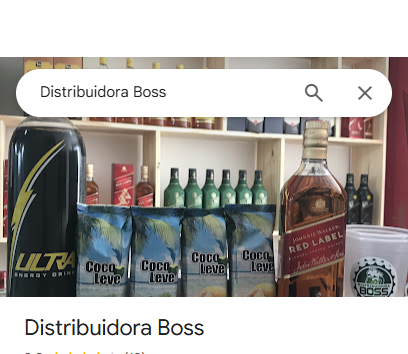 Distribuidora Boss
ULTRA
ENERGY DRINK
Coco
Leve
Coco
Leve
Coco
Leve
Coco
Leve
JOHNNIE WALKER
RED LABEL
BOSS
Distribuidora Boss